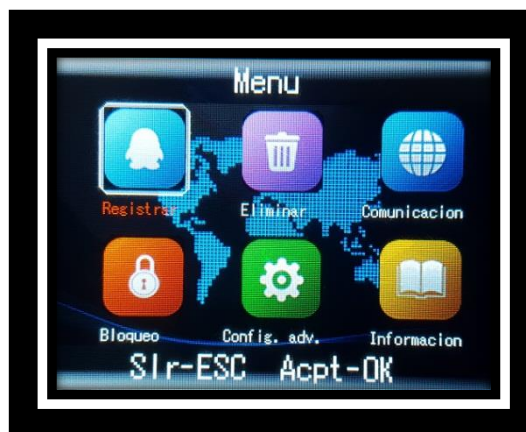 Menu
Registrar Eliminar Comunicacion
Bloqueo Config. adv. Informacion
Slr-ESC Acpt-OK